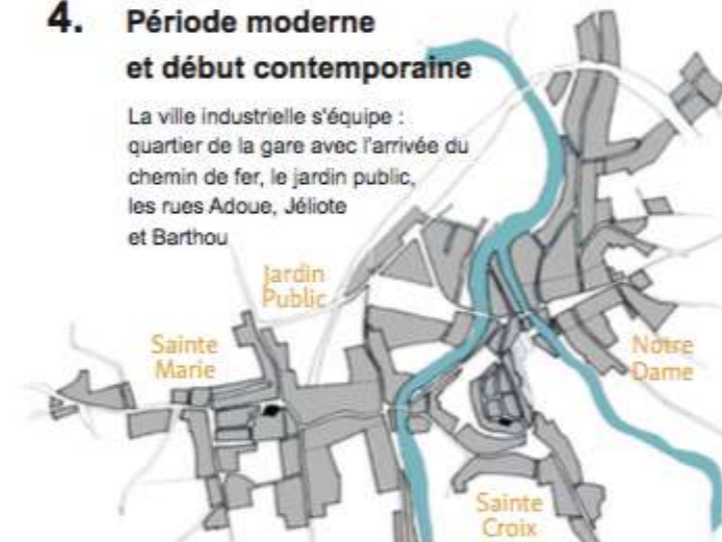 4. Période moderne
et début contemporaine
La ville industrielle s'équipe :
quartier de la gare avec l'arrivée du
chemin de fer, le jardin public,
les rues Adoue, Jéliote
et Barthou
Jardin
Public
Sainte
Marie
Notre
Dame
Sainte
Croix